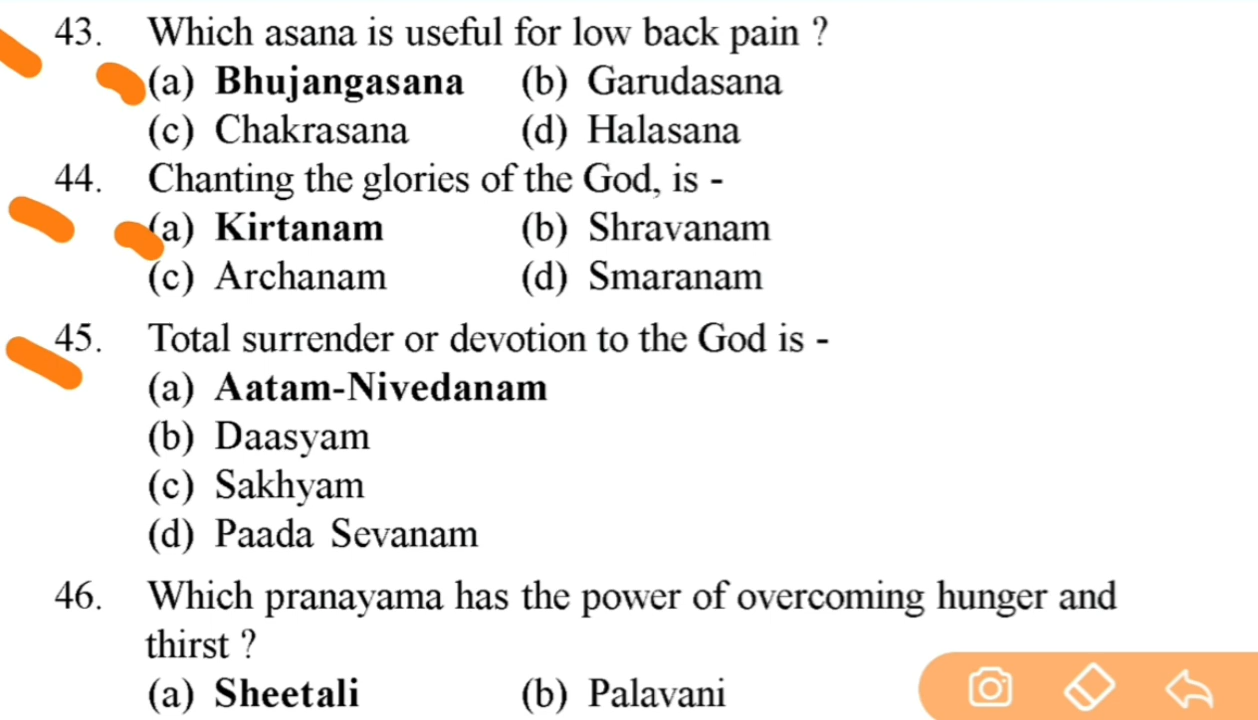 43. Which asana is useful for low back pain ?
(a) Bhujangasana (b) Garudasana
(c) Chakrasana (d) Halasana
44. Chanting the glories of the God, is -
(a) Kirtanam (b) Shravanam
(c) Archanam (d) Smaranam
45. Total surrender or devotion to the God is -
(a) Aatam-Nivedanam
(b) Daasyam
(c) Sakhyam
(d) Paada Sevanam
46. Which pranayama has the power of overcoming hunger and
thirst ?
(a) Sheetali (b) Palavani